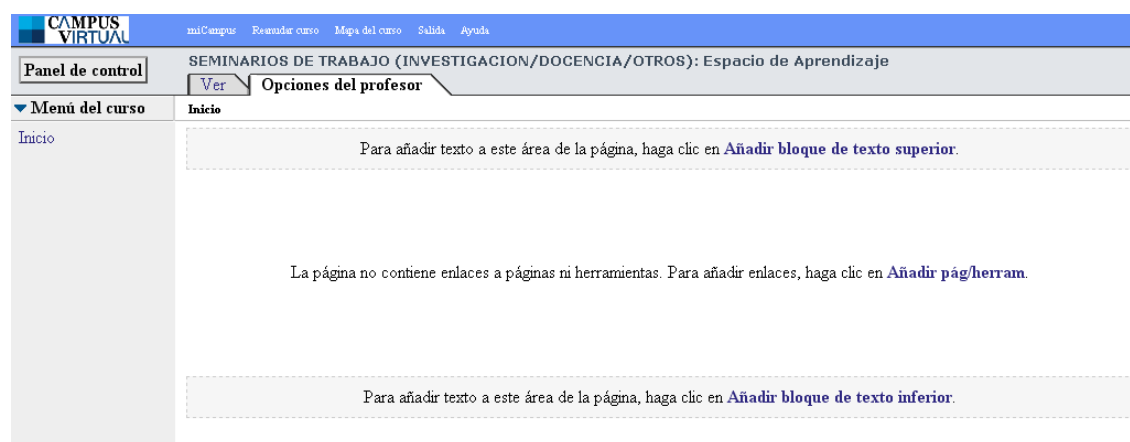 CAMPUS
VIRTUAL
miCampus Reanudar curso Mapa del curso Salida Ayuda
Panel de control
SEMINARIOS DE TRABAJO (INVESTIGACION/DOCENCIA/OTROS): Espacio de Aprendizaje
Ver Opciones del profesor
Menú del curso
Inicio
Inicio
Para añadir texto a este área de la página, haga clic en Añadir bloque de texto superior.
La página no contiene enlaces a páginas ni herramientas. Para añadir enlaces, haga clic en Añadir pág/herram.
Para añadir texto a este área de la página, haga clic en Añadir bloque de texto inferior.